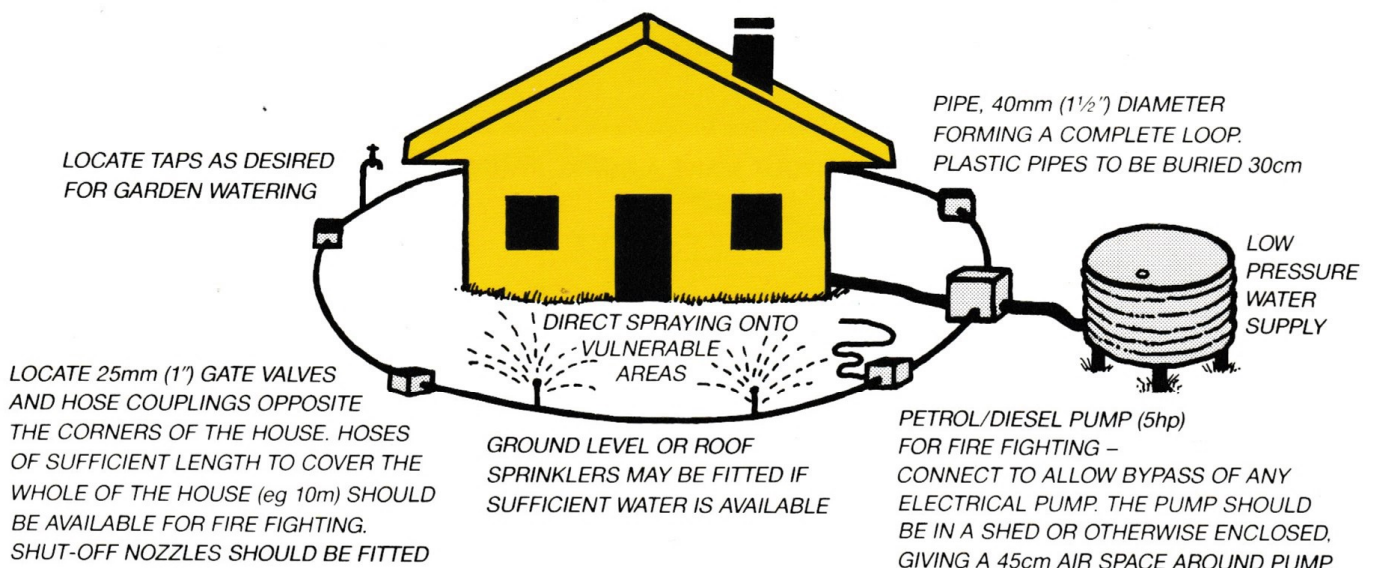 LOCATE TAPS AS DESIRED
FOR GARDEN WATERING
PIPE, 40mm (1½") DIAMETER
FORMING A COMPLETE LOOP.
PLASTIC PIPES TO BE BURIED 30cm
LOW
PRESSURE
WATER
SUPPLY
DIRECT SPRAYING ONTO
VULNERABLE
AREAS
LOCATE 25mm (1") GATE VALVES
AND HOSE COUPLINGS OPPOSITE
THE CORNERS OF THE HOUSE. HOSES
OF SUFFICIENT LENGTH TO COVER THE
WHOLE OF THE HOUSE (eg 10m) SHOULD
BE AVAILABLE FOR FIRE FIGHTING.
SHUT-OFF NOZZLES SHOULD BE FITTED
GROUND LEVEL OR ROOF
SPRINKLERS MAY BE FITTED IF
SUFFICIENT WATER IS AVAILABLE
PETROL/DIESEL PUMP (5hp)
FOR FIRE FIGHTING –
CONNECT TO ALLOW BYPASS OF ANY
ELECTRICAL PUMP. THE PUMP SHOULD
BE IN A SHED OR OTHERWISE ENCLOSED,
GIVING A 45cm AIR SPACE AROUND PUMP